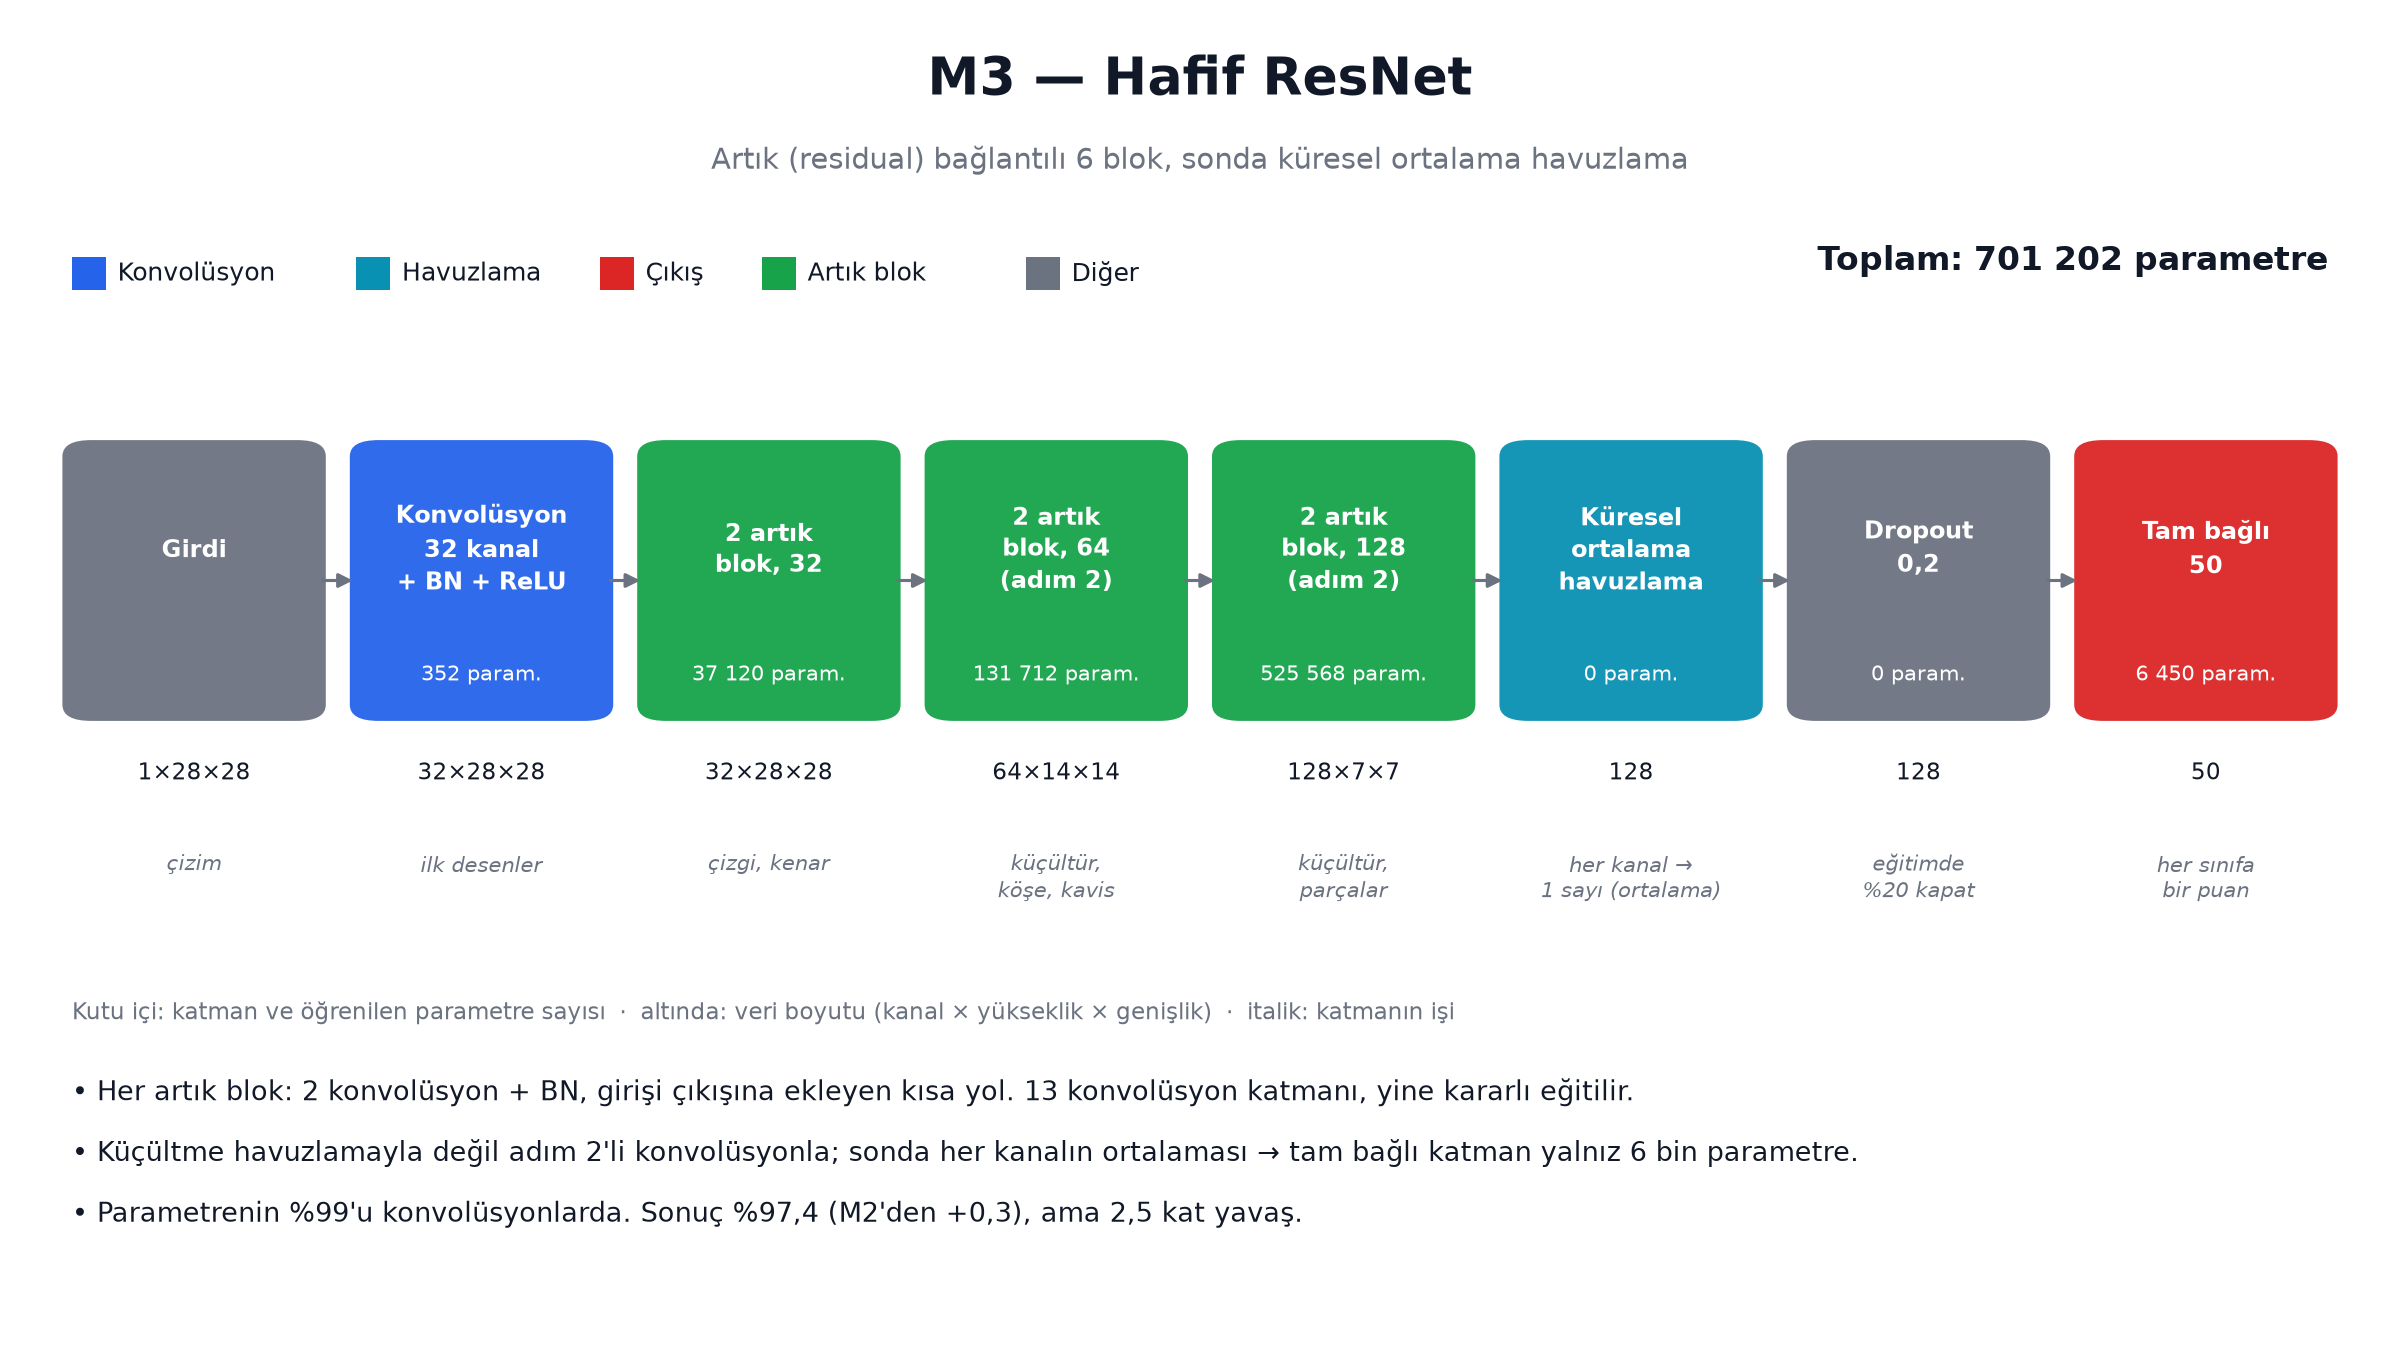 M3 — Hafif ResNet
Artık (residual) bağlantılı 6 blok, sonda küresel ortalama havuzlama
Konvolüsyon
Havuzlama
Çıkış
Artık blok
Diğer
Toplam: 701 202 parametre
Girdi
Konvolüsyon
32 kanal
+ BN + ReLU
352 param.
2 artık
blok, 32
37 120 param.
2 artık
blok, 64
(adım 2)
131 712 param.
2 artık
blok, 128
(adım 2)
525 568 param.
Küresel
ortalama
havuzlama
0 param.
Dropout
0,2
0 param.
Tam bağlı
50
6 450 param.
1×28×28
32×28×28
32×28×28
64×14×14
128×7×7
128
128
50
çizim
ilk desenler
çizgi, kenar
küçültür,
köşe, kavis
küçültür,
parçalar
her kanal →
1 sayı (ortalama)
eğitimde
%20 kapat
her sınıfa
bir puan
Kutu içi: katman ve öğrenilen parametre sayısı · altında: veri boyutu (kanal × yükseklik × genişlik) · italik: katmanın işi
• Her artık blok: 2 konvolüsyon + BN, girişi çıkışına ekleyen kısa yol. 13 konvolüsyon katmanı, yine kararlı eğitilir.
• Küçültme havuzlamayla değil adım 2'li konvolüsyonla; sonda her kanalın ortalaması → tam bağlı katman yalnız 6 bin parametre.
• Parametrenin %99'u konvolüsyonlarda. Sonuç %97,4 (M2'den +0,3), ama 2,5 kat yavaş.